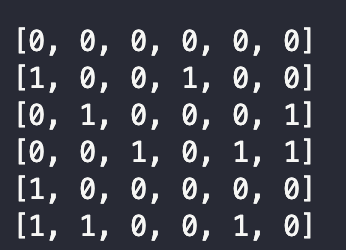 [0, 0, 0, 0, 0, 0]
[1, 0, 0, 1, 0, 0]
[0, 1, 0, 0, 0, 1]
[0, 0, 1, 0, 1, 1]
[1, 0, 0, 0, 0, 0]
[1, 1, 0, 0, 1, 0]